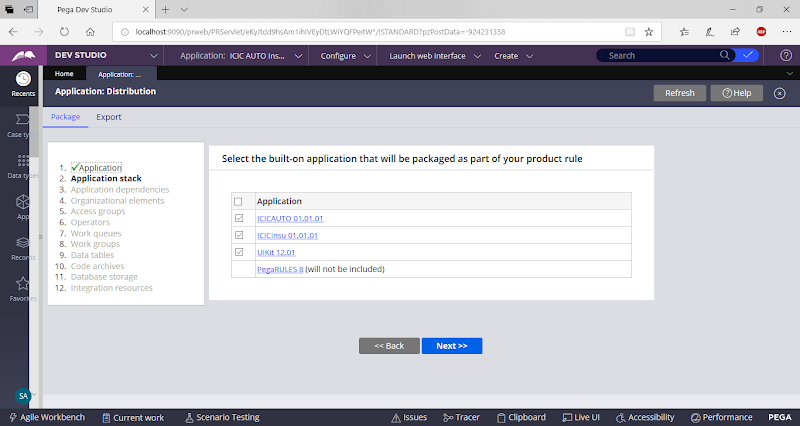 Pega Dev Studio
localhost:9090/prweb/PRServlet/eKyJtdd9hsAm1ihIVEyDtLWiYQFPeitW*/!STANDARD?pzPostData=-924231358
DEV STUDIO
Application: ICIC AUTO Ins...
Configure
Launch web interface
Create
Search
Home
Application: ...
Recents
Application: Distribution
Refresh
Help
Package
Export
Case ty
Data ty
App
Record
Favorit
1. Application
2. Application stack
3. Application dependencies
4. Organizational elements
5. Access groups
6. Operators
7. Work queues
8. Work groups
9. Data tables
10. Code archives
11. Database storage
12. Integration resources
Select the built-on application that will be packaged as part of your product rule
Application
ICICAUTO 01.01.01
ICICInsu 01.01.01
UIKit 12.01
PegaRULES 8 (will not be included)
<< Back
Next >>
SA
Agile Workbench
Current work
Scenario Testing
Issues
Tracer
Clipboard
Live UI
Accessibility
Performance
PEGA